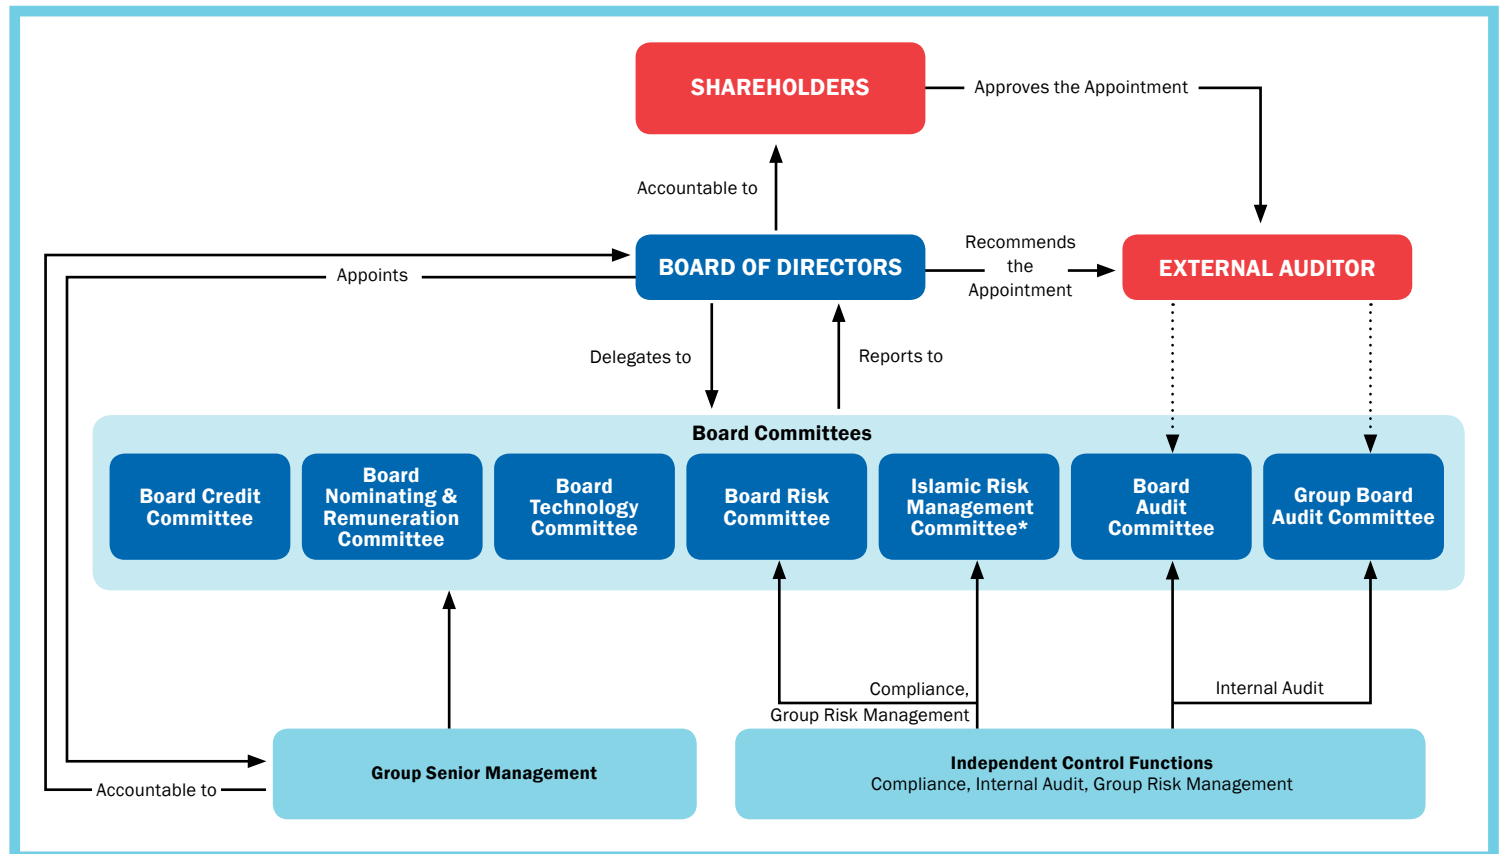 SHAREHOLDERS
Approves the Appointment
Accountable to
BOARD OF DIRECTORS
Recommends
the
Appointment
EXTERNAL AUDITOR
Appoints
Delegates to
Reports to
Board Committees
Board Credit
Committee
Board
Nominating &
Remuneration
Committee
Board
Technology
Committee
Board Risk
Committee
Islamic Risk
Management
Committee*
Board
Audit
Committee
Group Board
Audit Committee
Compliance,
Group Risk Management
Internal Audit
Group Senior Management
Accountable to
Independent Control Functions
Compliance, Internal Audit, Group Risk Management